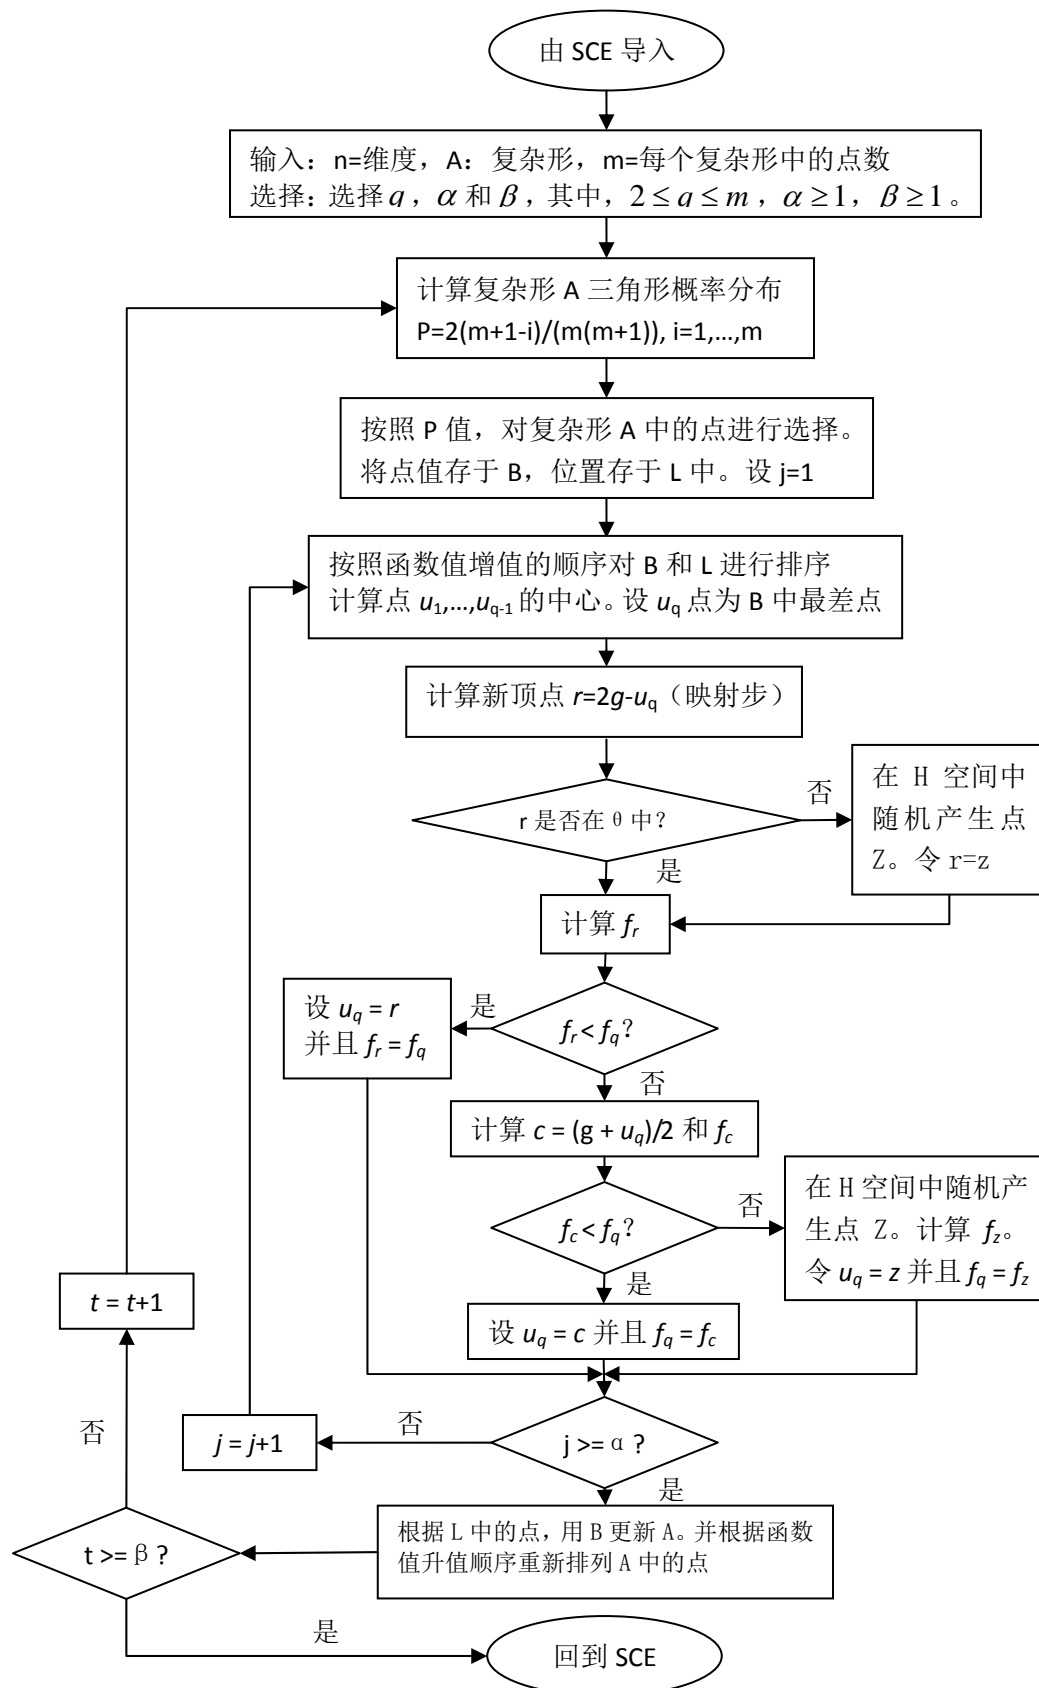 由 SCE 导入
输入：n=维度，A：复杂形，m=每个复杂形中的点数
选择：选择 q，α 和 β，其中，2 ≤ q ≤ m，α ≥ 1，β ≥ 1。
计算复杂形 A 三角形概率分布
P=2(m+1-i)/(m(m+1)), i=1,…,m
按照 P 值，对复杂形 A 中的点进行选择。
将点值存于 B，位置存于 L 中。设 j=1
按照函数值增值的顺序对 B 和 L 进行排序
计算点 u1,…,uq-1 的中心。设 uq 点为 B 中最差点
计算新顶点 r=2g-uq（映射步）
r 是否在 θ 中？
否
在 H 空间中
随机产生点
Z。令 r=z
是
计算 fr
fr < fq？
是
设 uq = r
并且 fr = fq
否
计算 c = (g + uq)/2 和 fc
fc < fq？
否
在 H 空间中随机产
生点 Z。计算 fz。
令 uq = z 并且 fq = fz
是
设 uq = c 并且 fq = fc
j >= α ?
否
j = j+1
是
根据 L 中的点，用 B 更新 A。并根据函数
值升值顺序重新排列 A 中的点
t >= β ?
否
t = t+1
是
回到 SCE